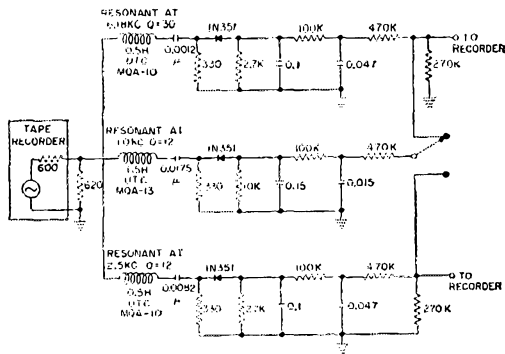 RESONANT AT
6.18KC Q=30
0.5H
UTC
MQA-10
0.0012
μ
330
1N351
2.7K
0.1
100K
0.047
470K
TO
RECORDER
270K
TAPE
RECORDER
600
620
RESONANT AT
1.0KC Q=12
1.5H
UTC
MQA-13
0.0175
μ
330
1N351
10K
0.15
100K
0.015
470K
RESONANT AT
2.5KC Q=12
0.5H
UTC
MQA-10
0.0082
μ
330
1N351
2.2K
0.1
100K
0.047
470K
TO
RECORDER
270K